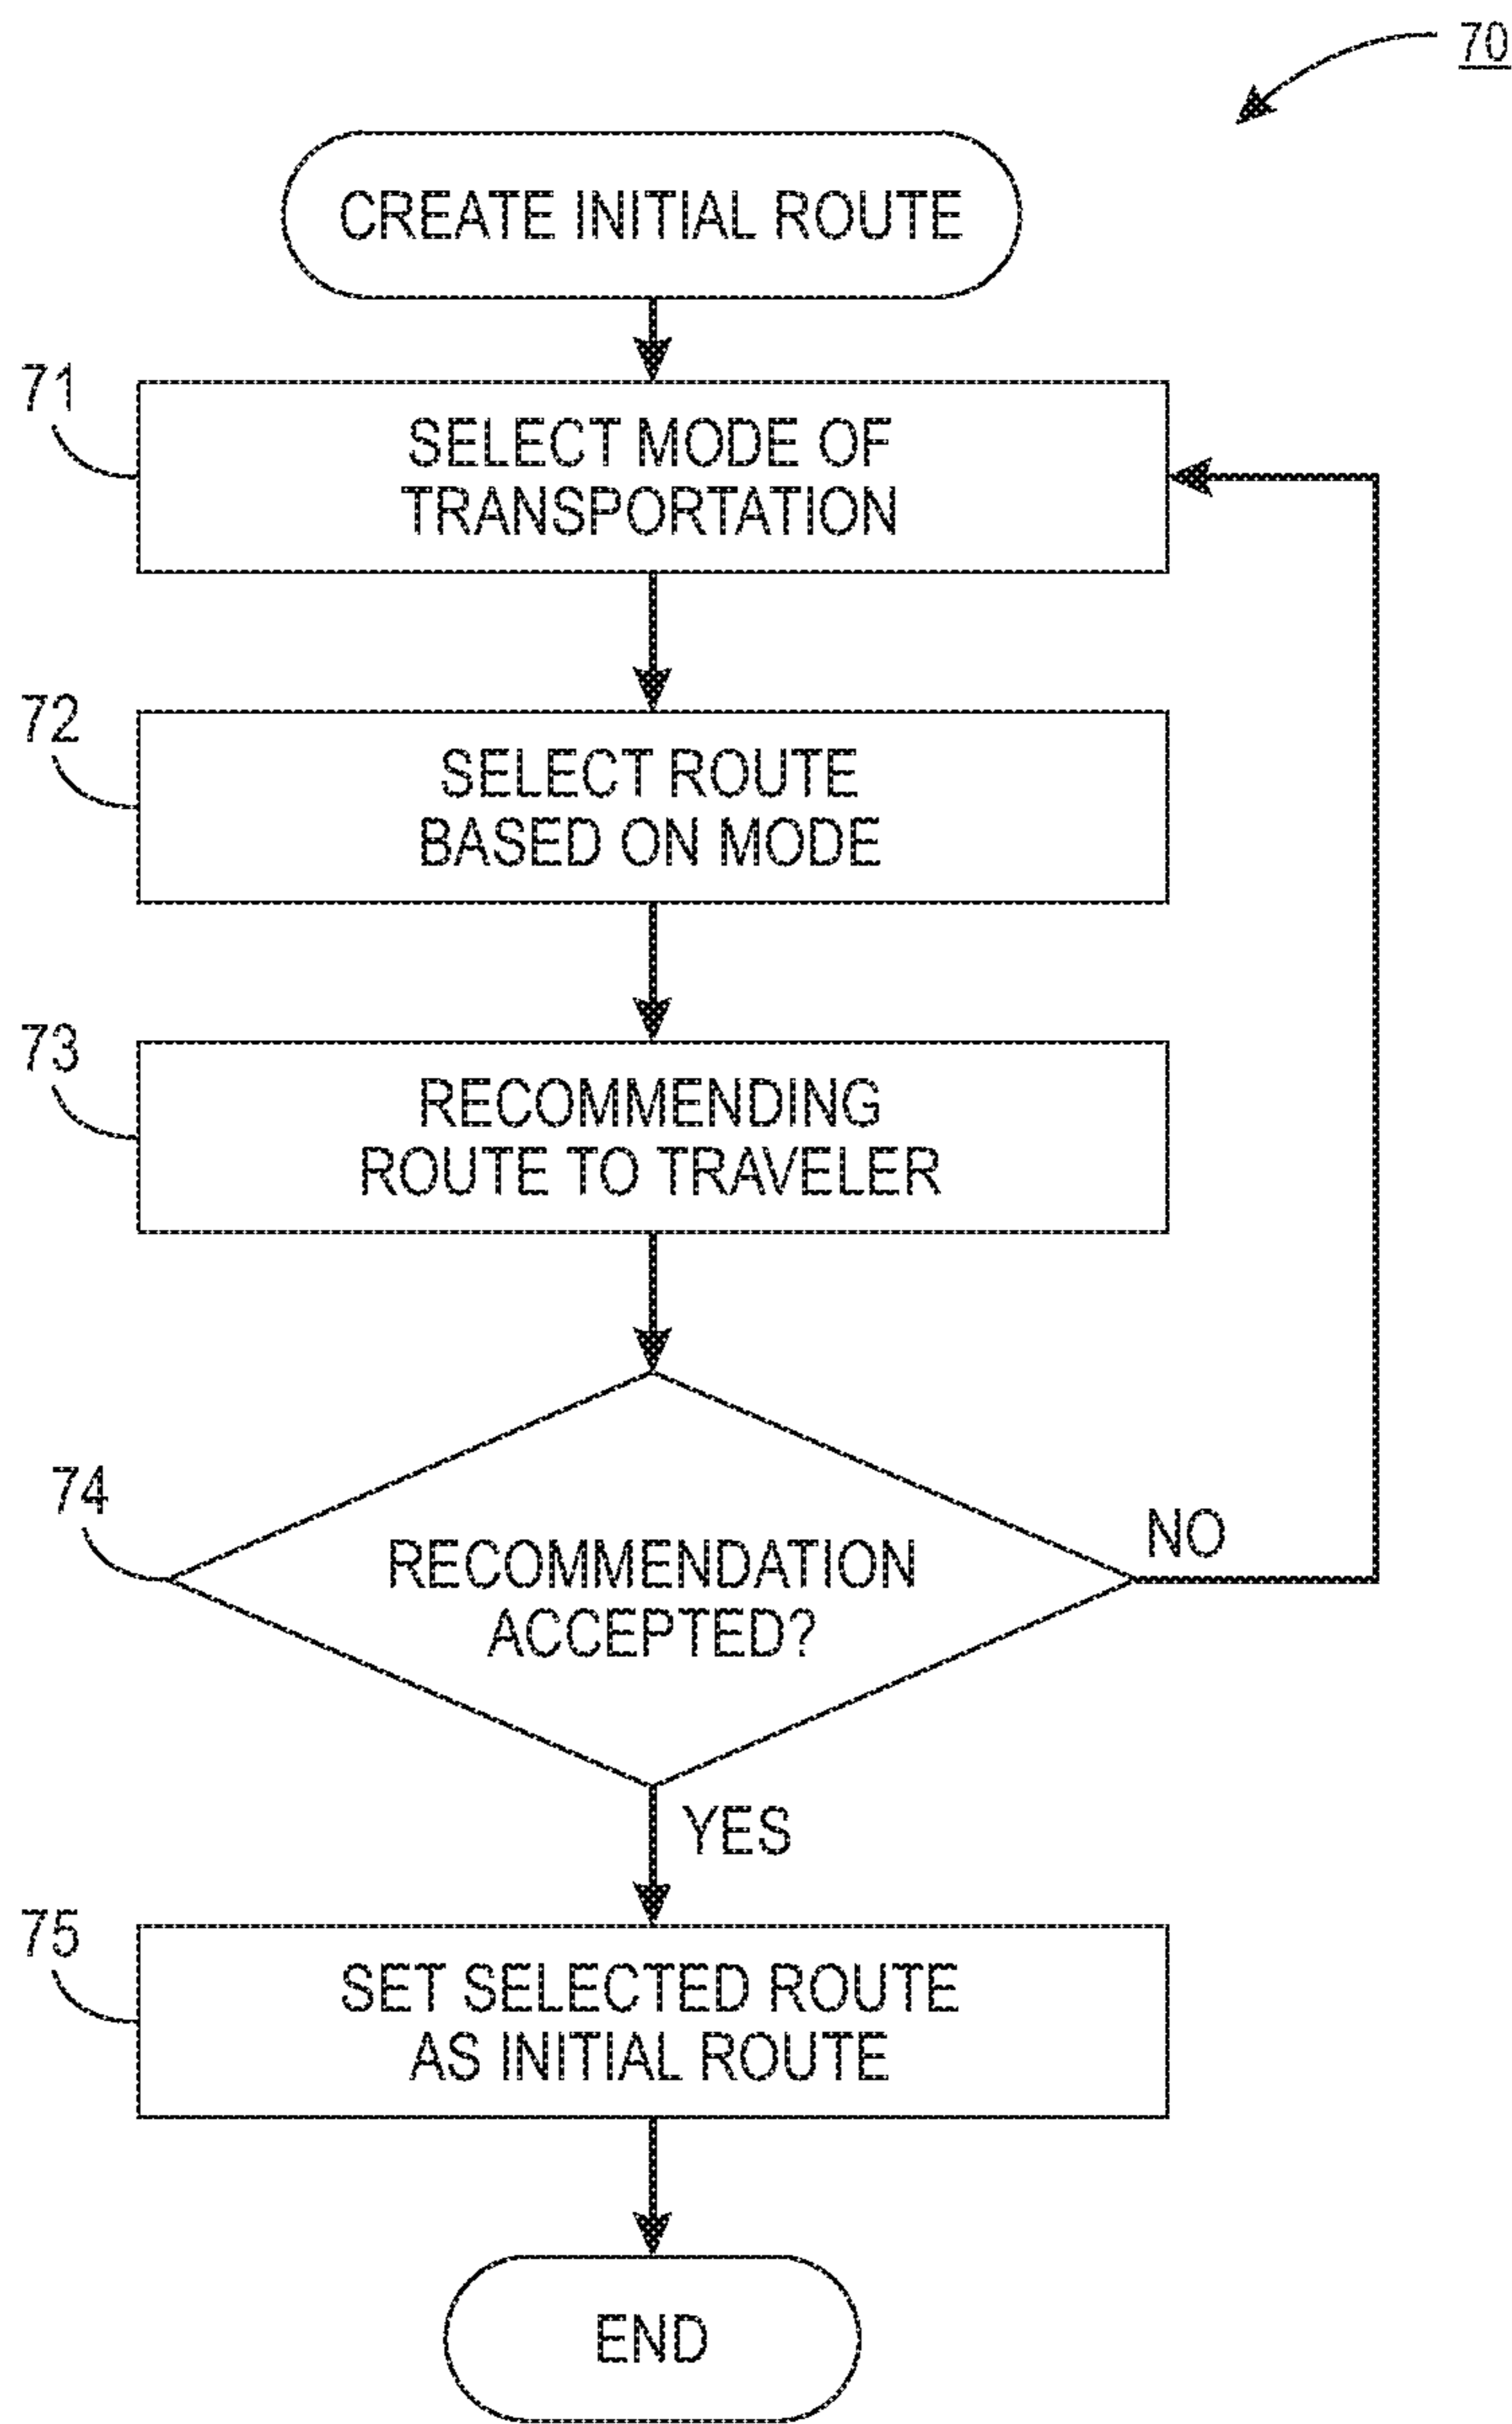 70
CREATE INITIAL ROUTE
71
SELECT MODE OF
TRANSPORTATION
72
SELECT ROUTE
BASED ON MODE
73
RECOMMENDING
ROUTE TO TRAVELER
74
RECOMMENDATION
ACCEPTED?
NO
YES
75
SET SELECTED ROUTE
AS INITIAL ROUTE
END